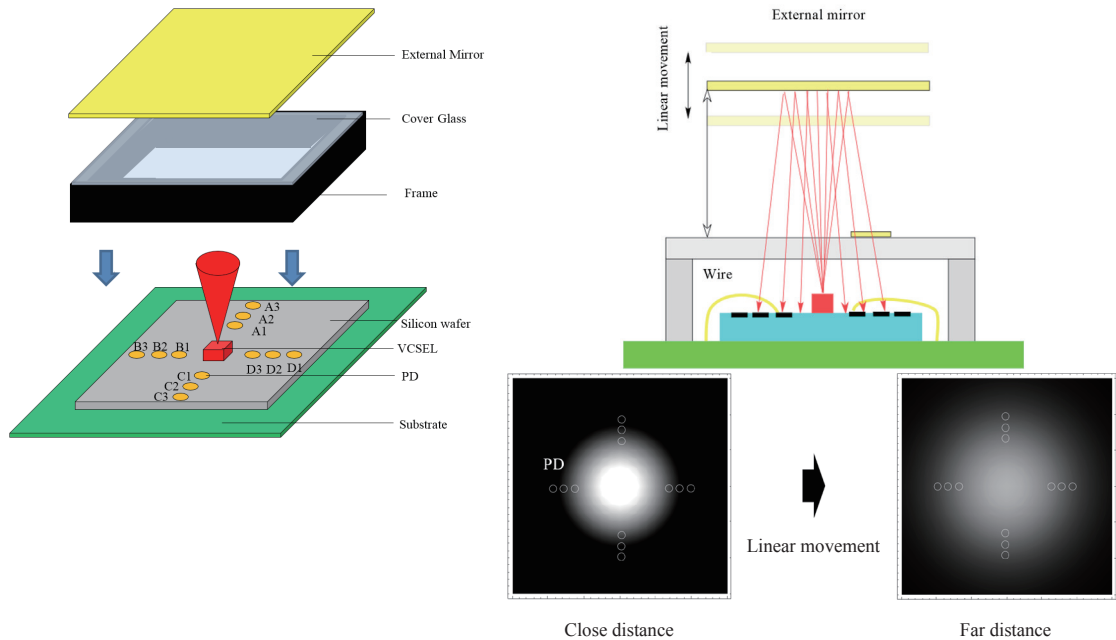 External Mirror
Cover Glass
Frame
A3
A2
A1
B3 B2 B1
Silicon wafer
VCSEL
D3 D2 D1
C1
PD
C2
C3
Substrate
External mirror
Linear movement
Wire
PD
Linear movement
Close distance
Far distance